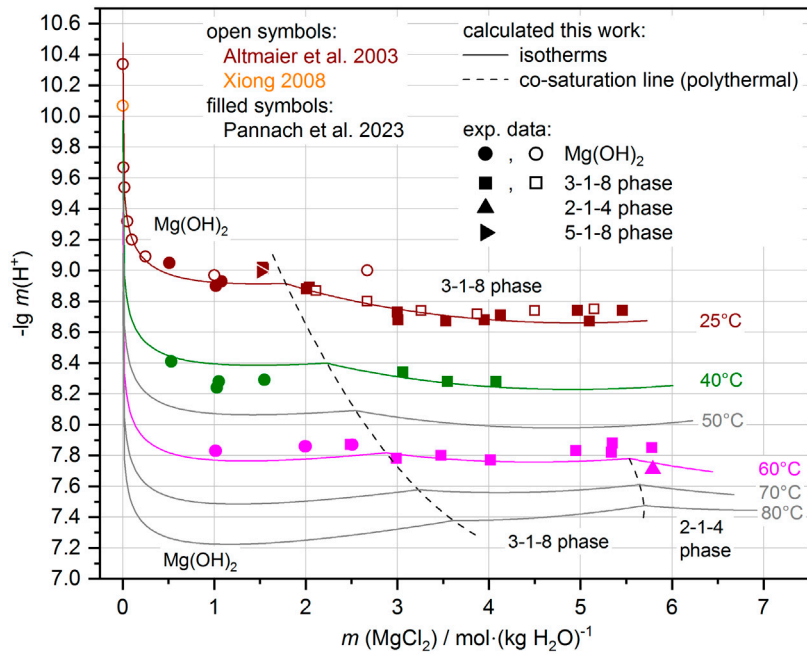 10.6
10.4
10.2
10.0
9.8
9.6
9.4
9.2
9.0
8.8
8.6
8.4
8.2
8.0
7.8
7.6
7.4
7.2
7.0
-lg m(H⁺)
open symbols:
Altmaier et al. 2003
Xiong 2008
filled symbols:
Pannach et al. 2023
calculated this work:
isotherms
co-saturation line (polythermal)
exp. data:
, Mg(OH)₂
, 3-1-8 phase
2-1-4 phase
5-1-8 phase
Mg(OH)₂
3-1-8 phase
25°C
40°C
50°C
60°C
70°C
80°C
Mg(OH)₂
3-1-8 phase
2-1-4
phase
0 1 2 3 4 5 6 7
m (MgCl₂) / mol·(kg H₂O)⁻¹